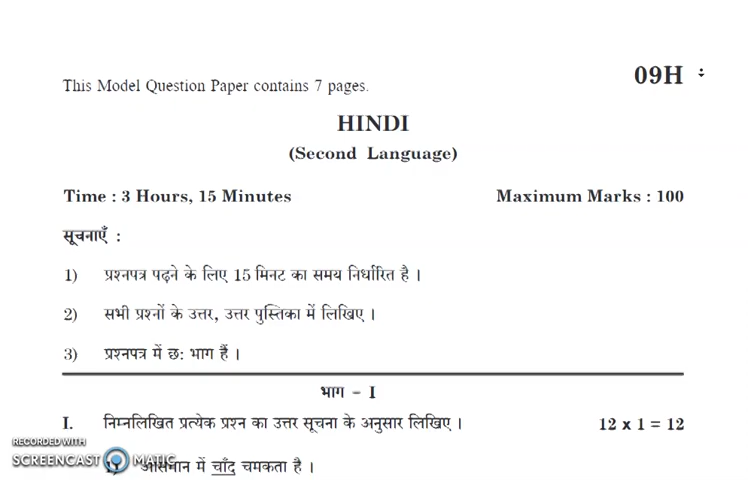 This Model Question Paper contains 7 pages.
09H
HINDI
(Second Language)
Time : 3 Hours, 15 Minutes Maximum Marks : 100
सूचनाएँ :
1) प्रश्नपत्र पढ़ने के लिए 15 मिनट का समय निर्धारित है ।
2) सभी प्रश्नों के उत्तर, उत्तर पुस्तिका में लिखिए ।
3) प्रश्नपत्र में छ: भाग हैं ।
भाग - I
I. निम्नलिखित प्रत्येक प्रश्न का उत्तर सूचना के अनुसार लिखिए । 12 x 1 = 12
RECORDED WITH
SCREENCAST MATIC
1) आसमान में चाँद चमकता है ।